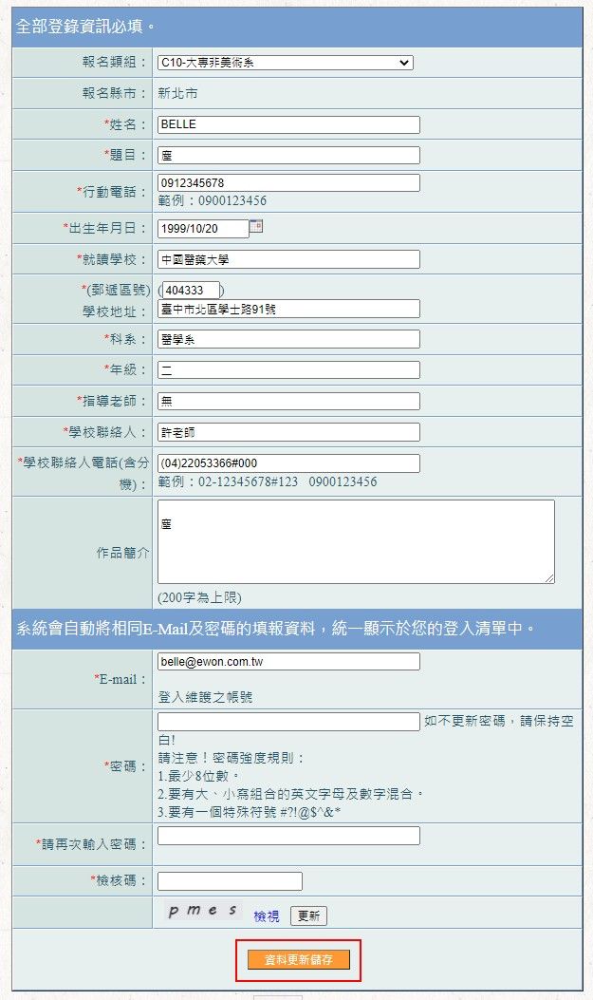 全部登錄資訊必填。
報名類組： C10-大專非美術系
報名縣市： 新北市
*姓名： BELLE
*題目： 塵
*行動電話： 0912345678
範例：0900123456
*出生年月日： 1999/10/20
*就讀學校： 中國醫藥大學
*(郵遞區號) (404333)
學校地址： 臺中市北區學士路91號
*科系： 醫學系
*年級： 二
*指導老師： 無
*學校聯絡人： 許老師
*學校聯絡人電話(含分機)： (04)22053366#000
範例：02-12345678#123 0900123456
作品簡介 塵
(200字為上限)
系統會自動將相同E-Mail及密碼的填報資料，統一顯示於您的登入清單中。
*E-mail： belle@ewon.com.tw
登入維護之帳號
*密碼： 如不更新密碼，請保持空
白!
請注意！密碼強度規則：
1.最少8位數。
2.要有大、小寫組合的英文字母及數字混合。
3.要有一個特殊符號 #?!@$^&*
*請再次輸入密碼：
*檢核碼：
pmes 檢視 更新
資料更新儲存